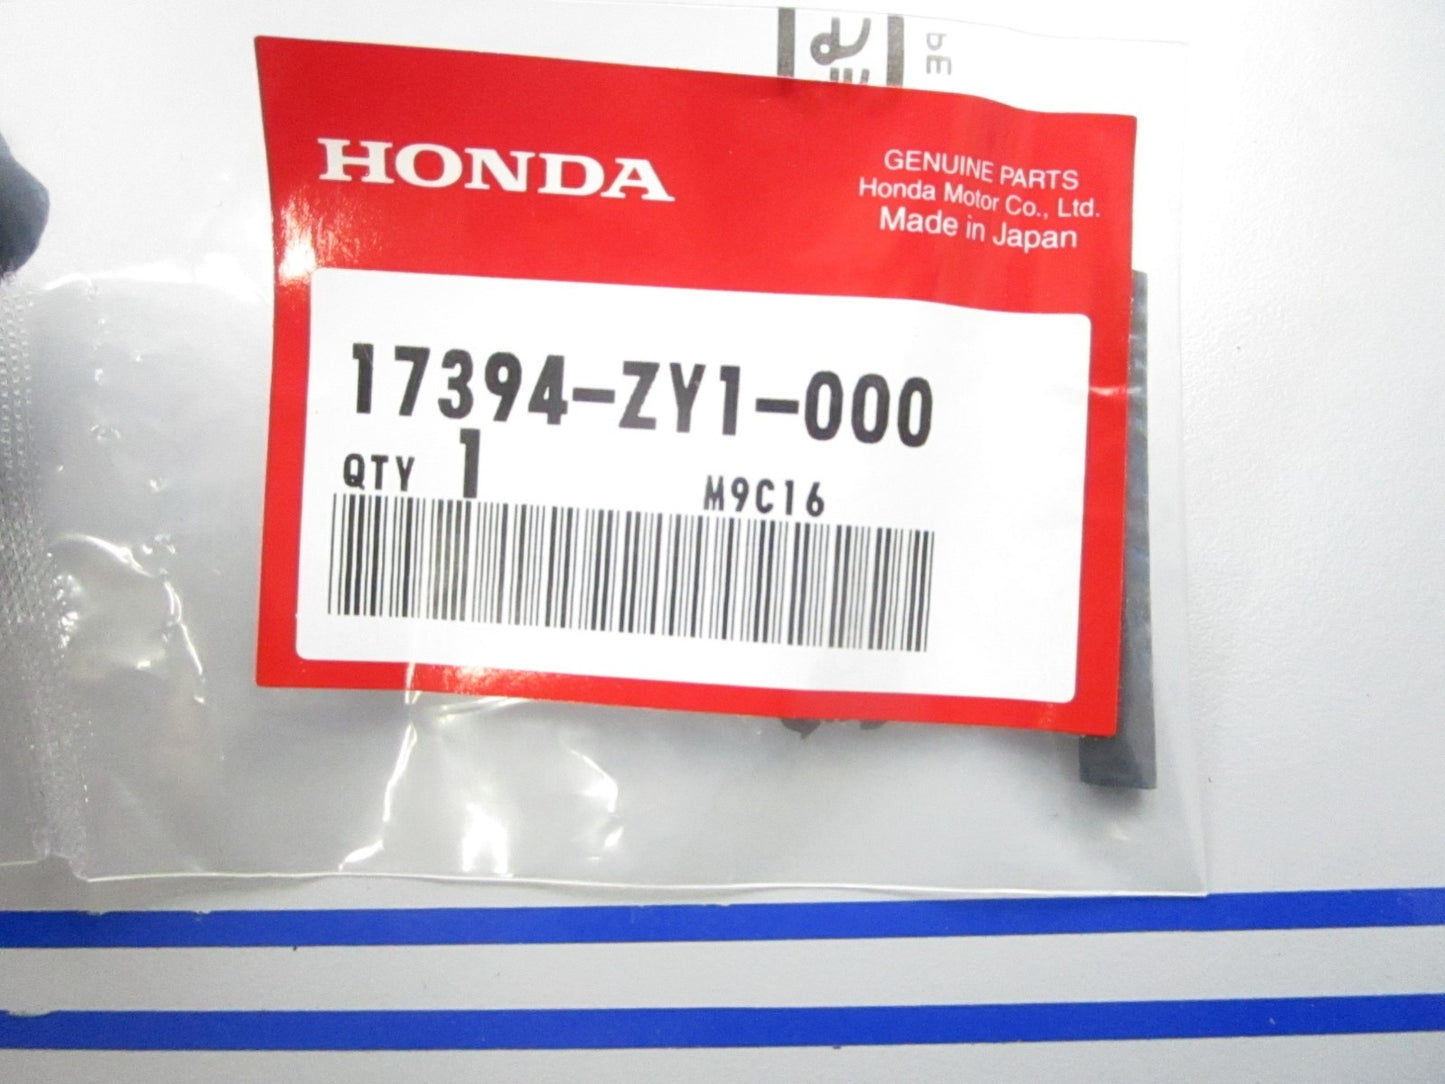 HONDA
GENUINE PARTS
Honda Motor Co., Ltd.
Made in Japan
17394-ZY1-000
QTY 1
M9C16